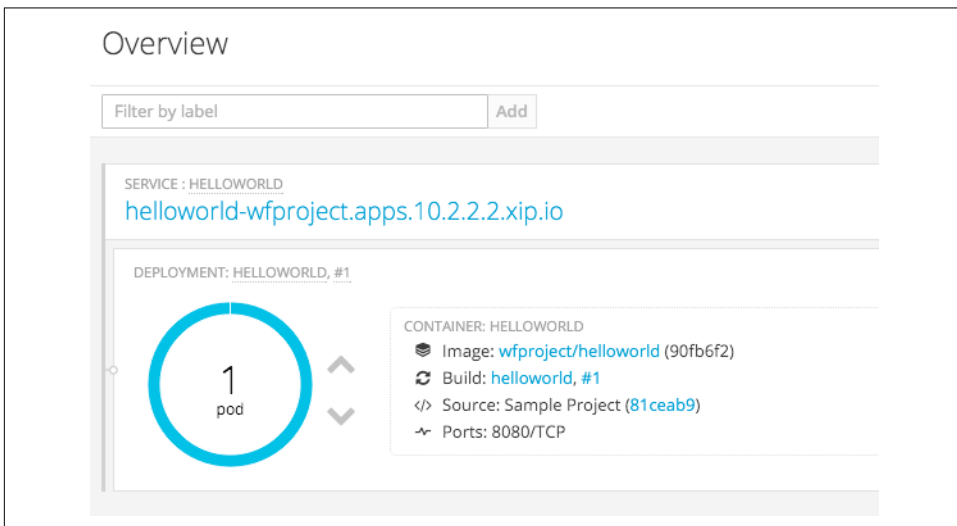 Overview
Filter by label Add
SERVICE : HELLOWORLD
helloworld-wfproject.apps.10.2.2.2.xip.io
DEPLOYMENT: HELLOWORLD, #1
1
pod
CONTAINER: HELLOWORLD
Image: wfproject/helloworld (90fb6f2)
Build: helloworld, #1
</> Source: Sample Project (81ceab9)
Ports: 8080/TCP